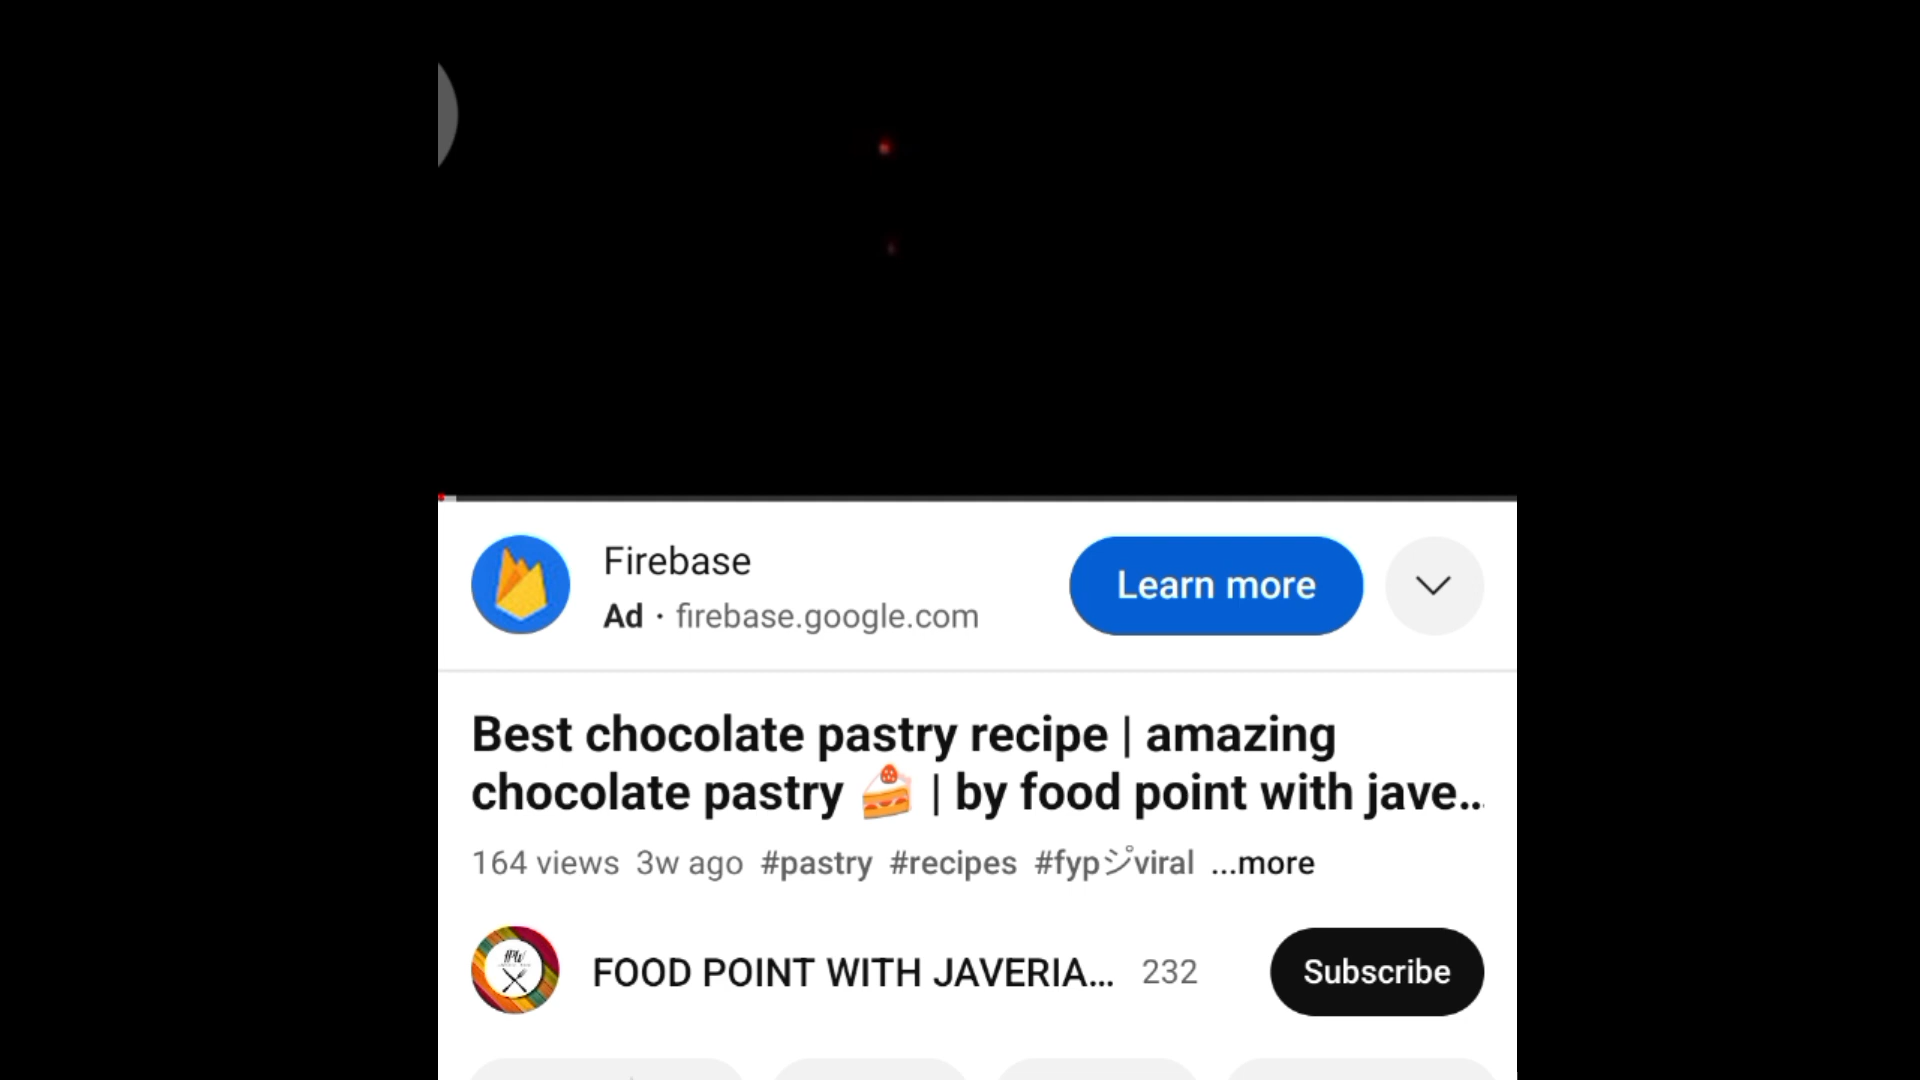 Firebase
Learn more
Ad · firebase.google.com
Best chocolate pastry recipe | amazing
chocolate pastry 🍰 | by food point with jave...
164 views 3w ago #pastry #recipes #fypシviral ...more
FOOD POINT WITH JAVERIA... 232
Subscribe